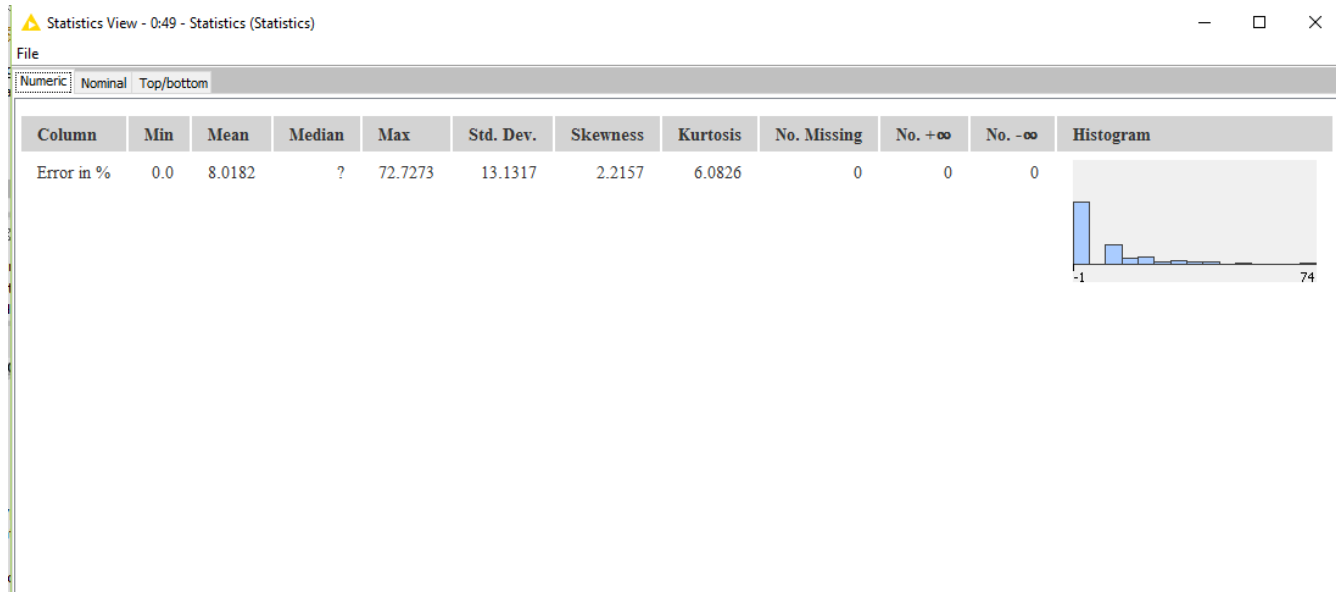 Statistics View - 0:49 - Statistics (Statistics)
File
Numeric Nominal Top/bottom
Column Min Mean Median Max Std. Dev. Skewness Kurtosis No. Missing No. +∞ No. -∞ Histogram
Error in % 0.0 8.0182 ? 72.7273 13.1317 2.2157 6.0826 0 0 0
-1 74